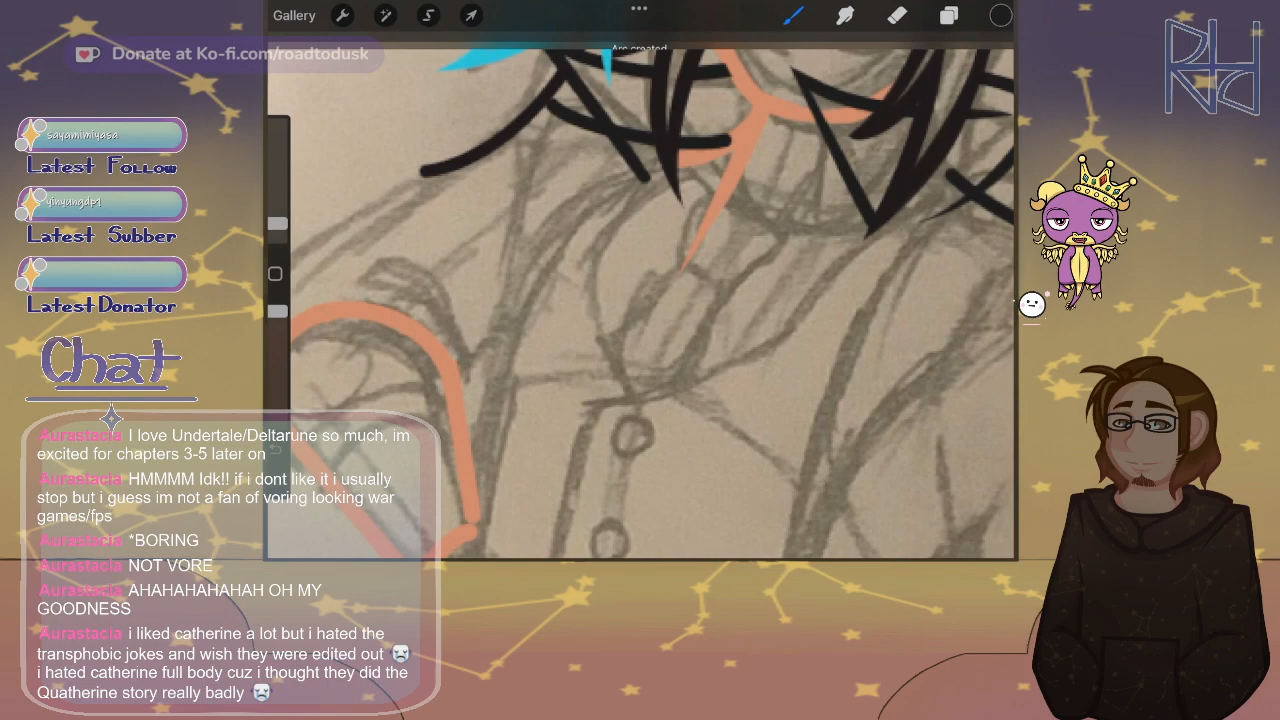 Gallery
Arc created
Donate at Ko-fi.com/roadtodusk
RtD
sayamimiyasa
Latest Follow
yinyangdp1
Latest Subber
Latest Donator
Chat
Aurastacia I love Undertale/Deltarune so much, im
excited for chapters 3-5 later on
Aurastacia HMMMM Idk!! if i dont like it i usually
stop but i guess im not a fan of voring looking war
games/fps
Aurastacia *BORING
Aurastacia NOT VORE
Aurastacia AHAHAHAHAHAH OH MY
GOODNESS
Aurastacia i liked catherine a lot but i hated the
transphobic jokes and wish they were edited out
i hated catherine full body cuz i thought they did the
Quatherine story really badly